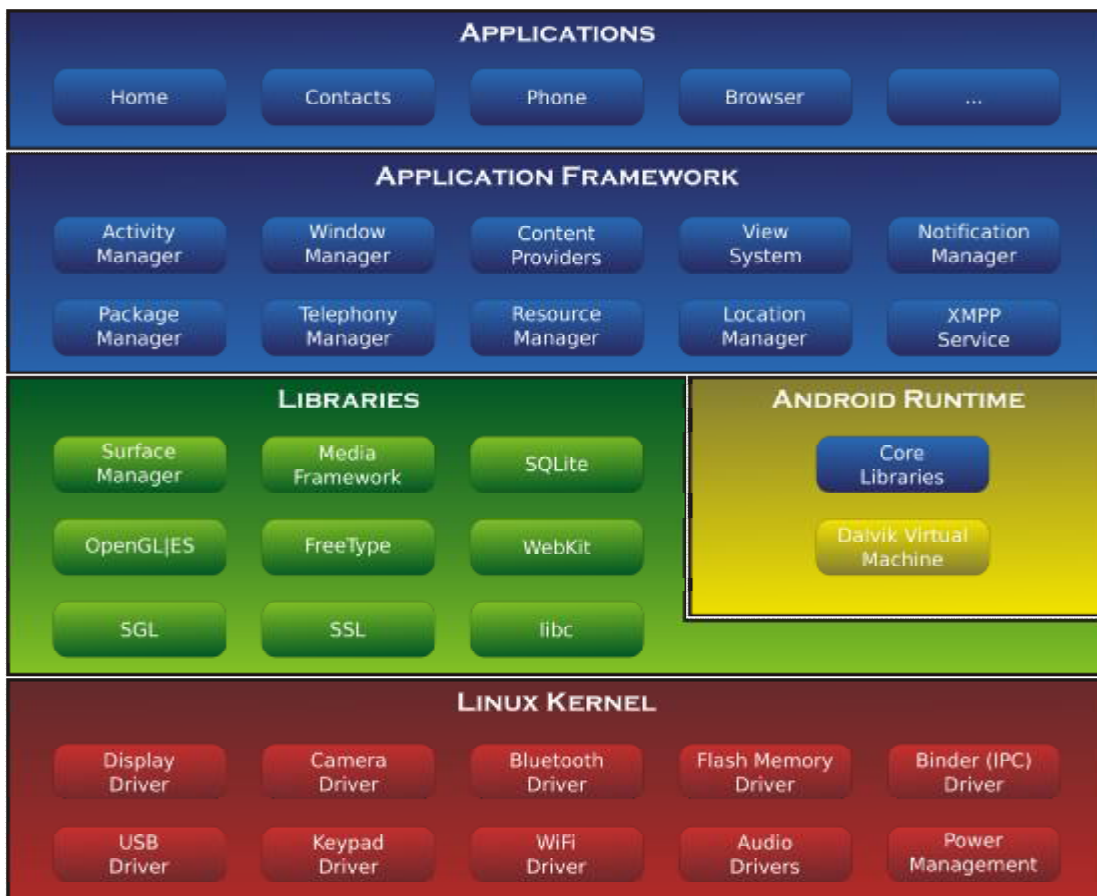 APPLICATIONS
Home
Contacts
Phone
Browser
...
APPLICATION FRAMEWORK
Activity
Manager
Window
Manager
Content
Providers
View
System
Notification
Manager
Package
Manager
Telephony
Manager
Resource
Manager
Location
Manager
XMPP
Service
LIBRARIES
Surface
Manager
Media
Framework
SQLite
OpenGL|ES
FreeType
WebKit
SGL
SSL
libc
ANDROID RUNTIME
Core
Libraries
Dalvik Virtual
Machine
LINUX KERNEL
Display
Driver
Camera
Driver
Bluetooth
Driver
Flash Memory
Driver
Binder (IPC)
Driver
USB
Driver
Keypad
Driver
WiFi
Driver
Audio
Drivers
Power
Management